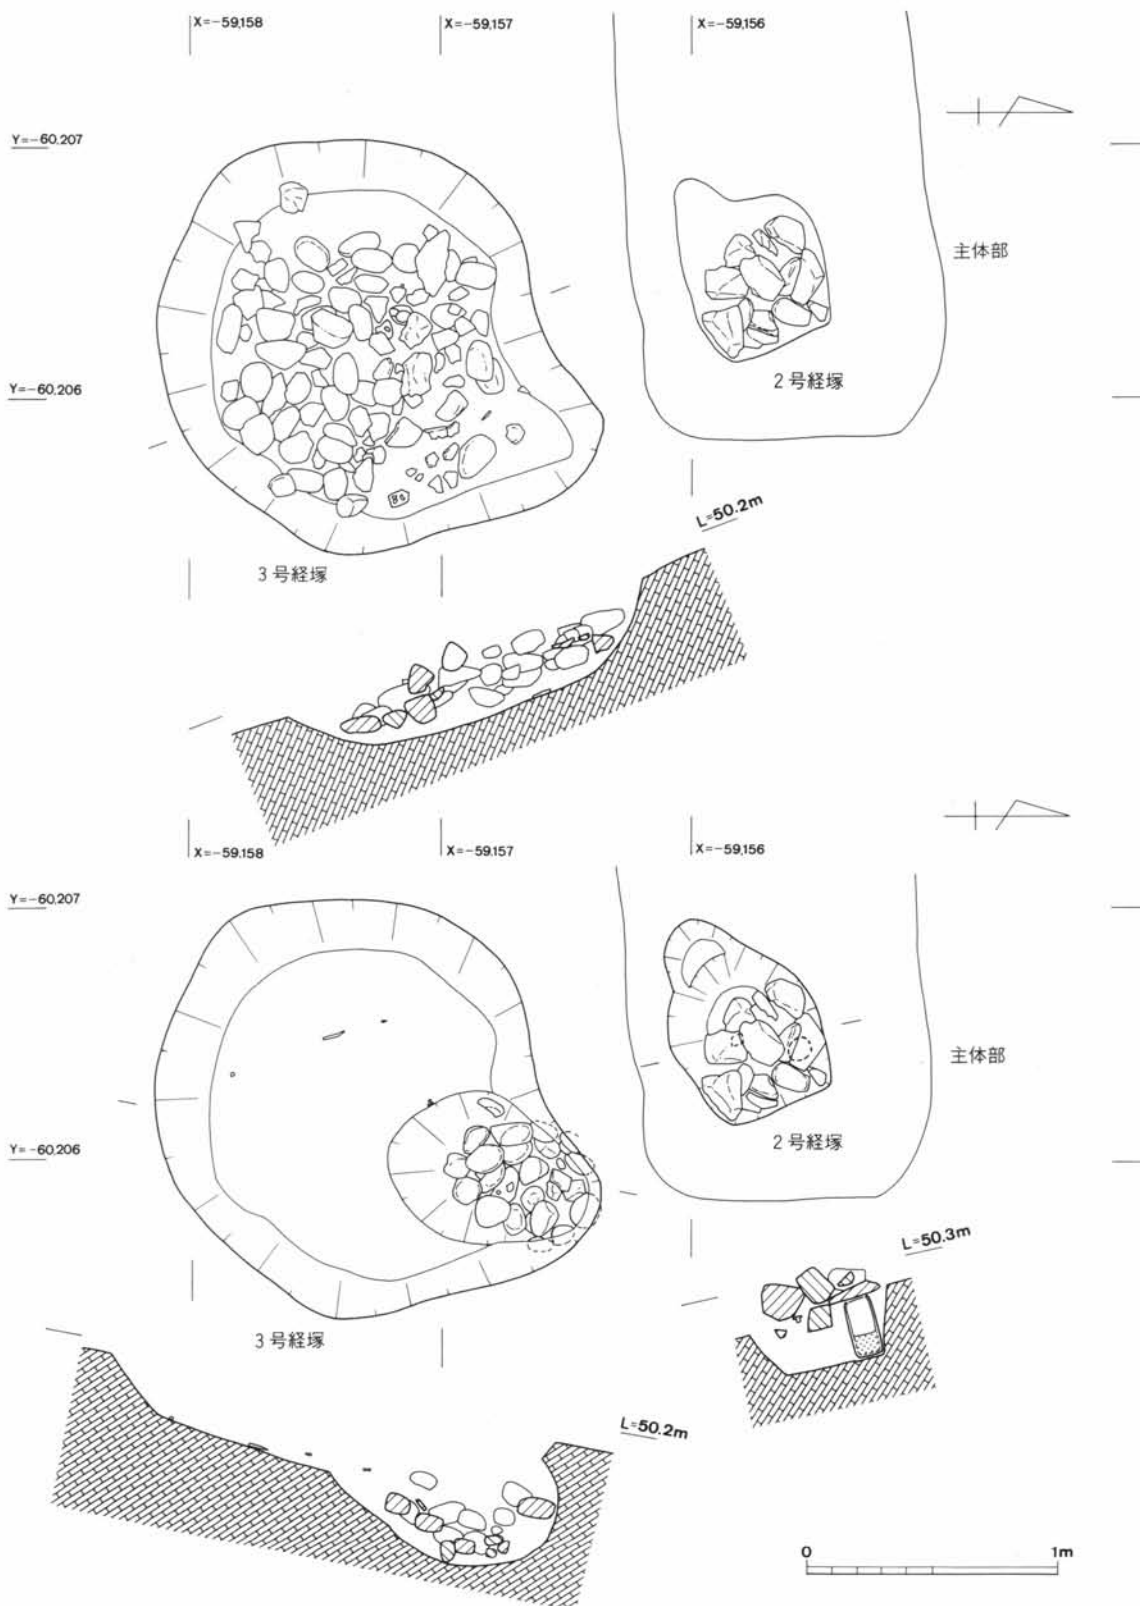 X=-59,158
X=-59,157
X=-59,156
Y=-60,207
主体部
Y=-60,206
2号経塚
L=50.2m
3号経塚
X=-59,158
X=-59,157
X=-59,156
Y=-60,207
主体部
Y=-60,206
2号経塚
L=50.3m
3号経塚
L=50.2m
0 1m